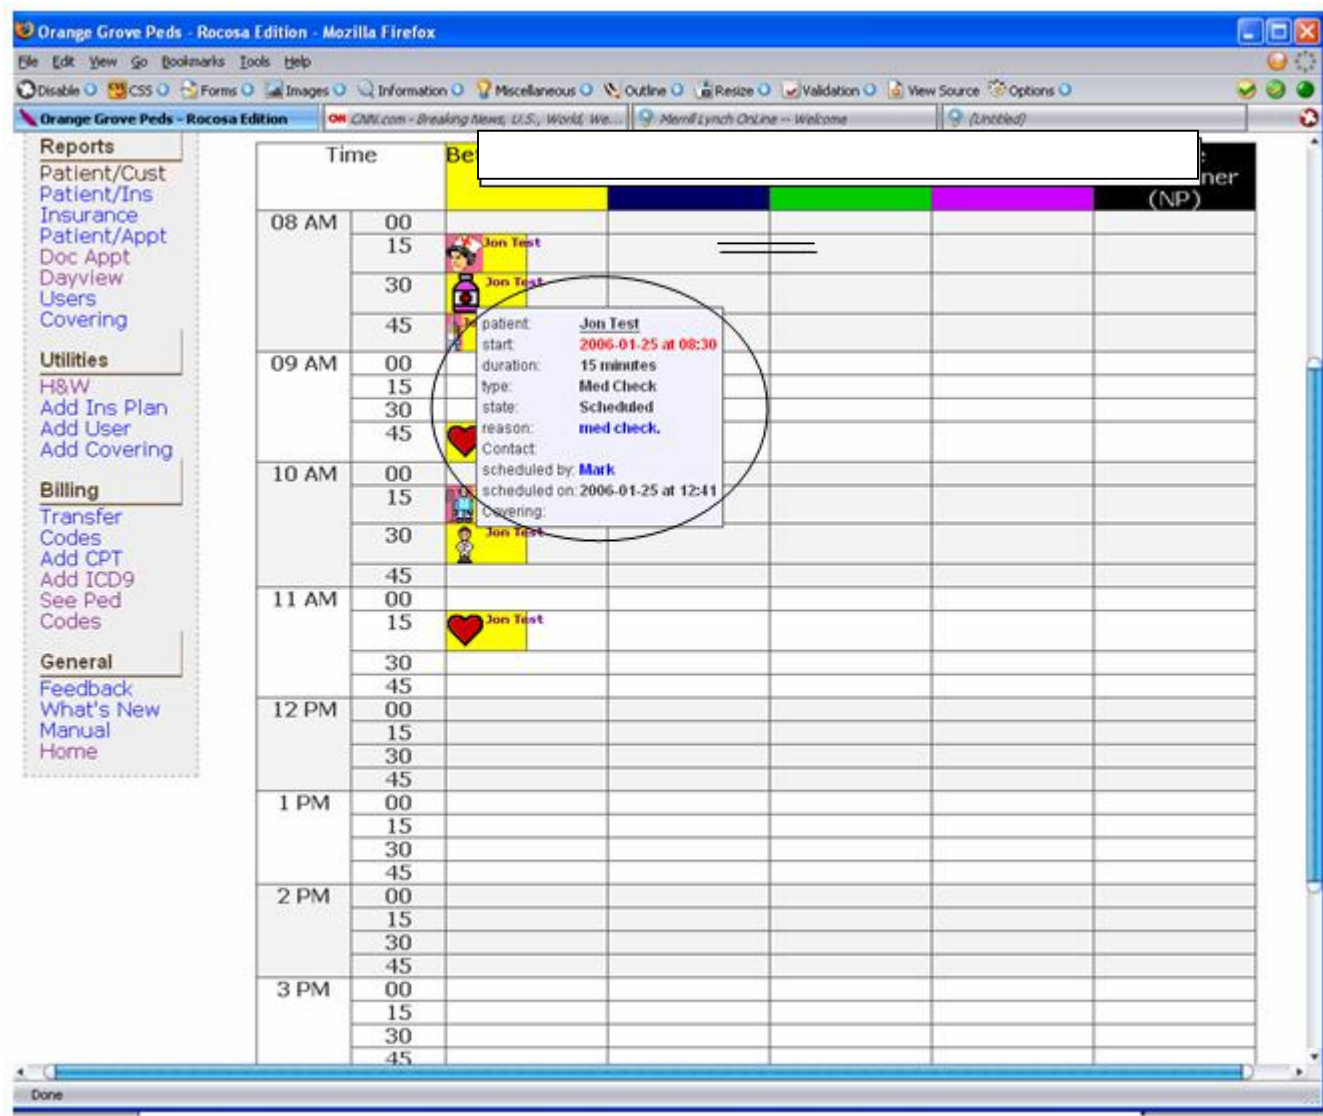 Orange Grove Peds - Rocosa Edition - Mozilla Firefox
File Edit View Go Bookmarks Tools Help
Disable CSS Forms Images Information Miscellaneous Outline Resize Validation View Source Options
Orange Grove Peds - Rocosa Edition CNN.com - Breaking News, U.S., World, We... Merrill Lynch OnLine -- Welcome (Untitled)
Reports
Patient/Cust
Patient/Ins
Insurance
Patient/Appt
Doc Appt
Dayview
Users
Covering
Utilities
H&W
Add Ins Plan
Add User
Add Covering
Billing
Transfer
Codes
Add CPT
Add ICD9
See Ped
Codes
General
Feedback
What's New
Manual
Home
Time
(NP)
08 AM 00
15 Jon Test
30 Jon Test
45
09 AM 00
15
30
45
10 AM 00
15
30 Jon Test
45
11 AM 00
15 Jon Test
30
45
12 PM 00
15
30
45
1 PM 00
15
30
45
2 PM 00
15
30
45
3 PM 00
15
30
45
patient: Jon Test
start: 2006-01-25 at 08:30
duration: 15 minutes
type: Med Check
state: Scheduled
reason: med check.
Contact:
scheduled by: Mark
scheduled on: 2006-01-25 at 12:41
Covering:
Done